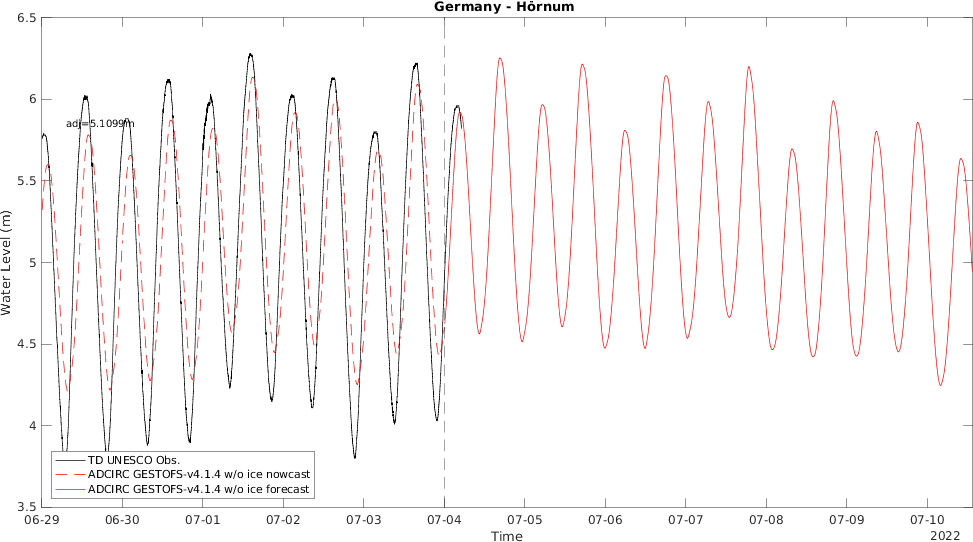 Germany - Hörnum
6.5
6
5.5
5
4.5
4
3.5
Water Level (m)
adj=5.1099m
TD UNESCO Obs.
ADCIRC GESTOFS-v4.1.4 w/o ice nowcast
ADCIRC GESTOFS-v4.1.4 w/o ice forecast
06-29 06-30 07-01 07-02 07-03 07-04 07-05 07-06 07-07 07-08 07-09 07-10
Time
2022